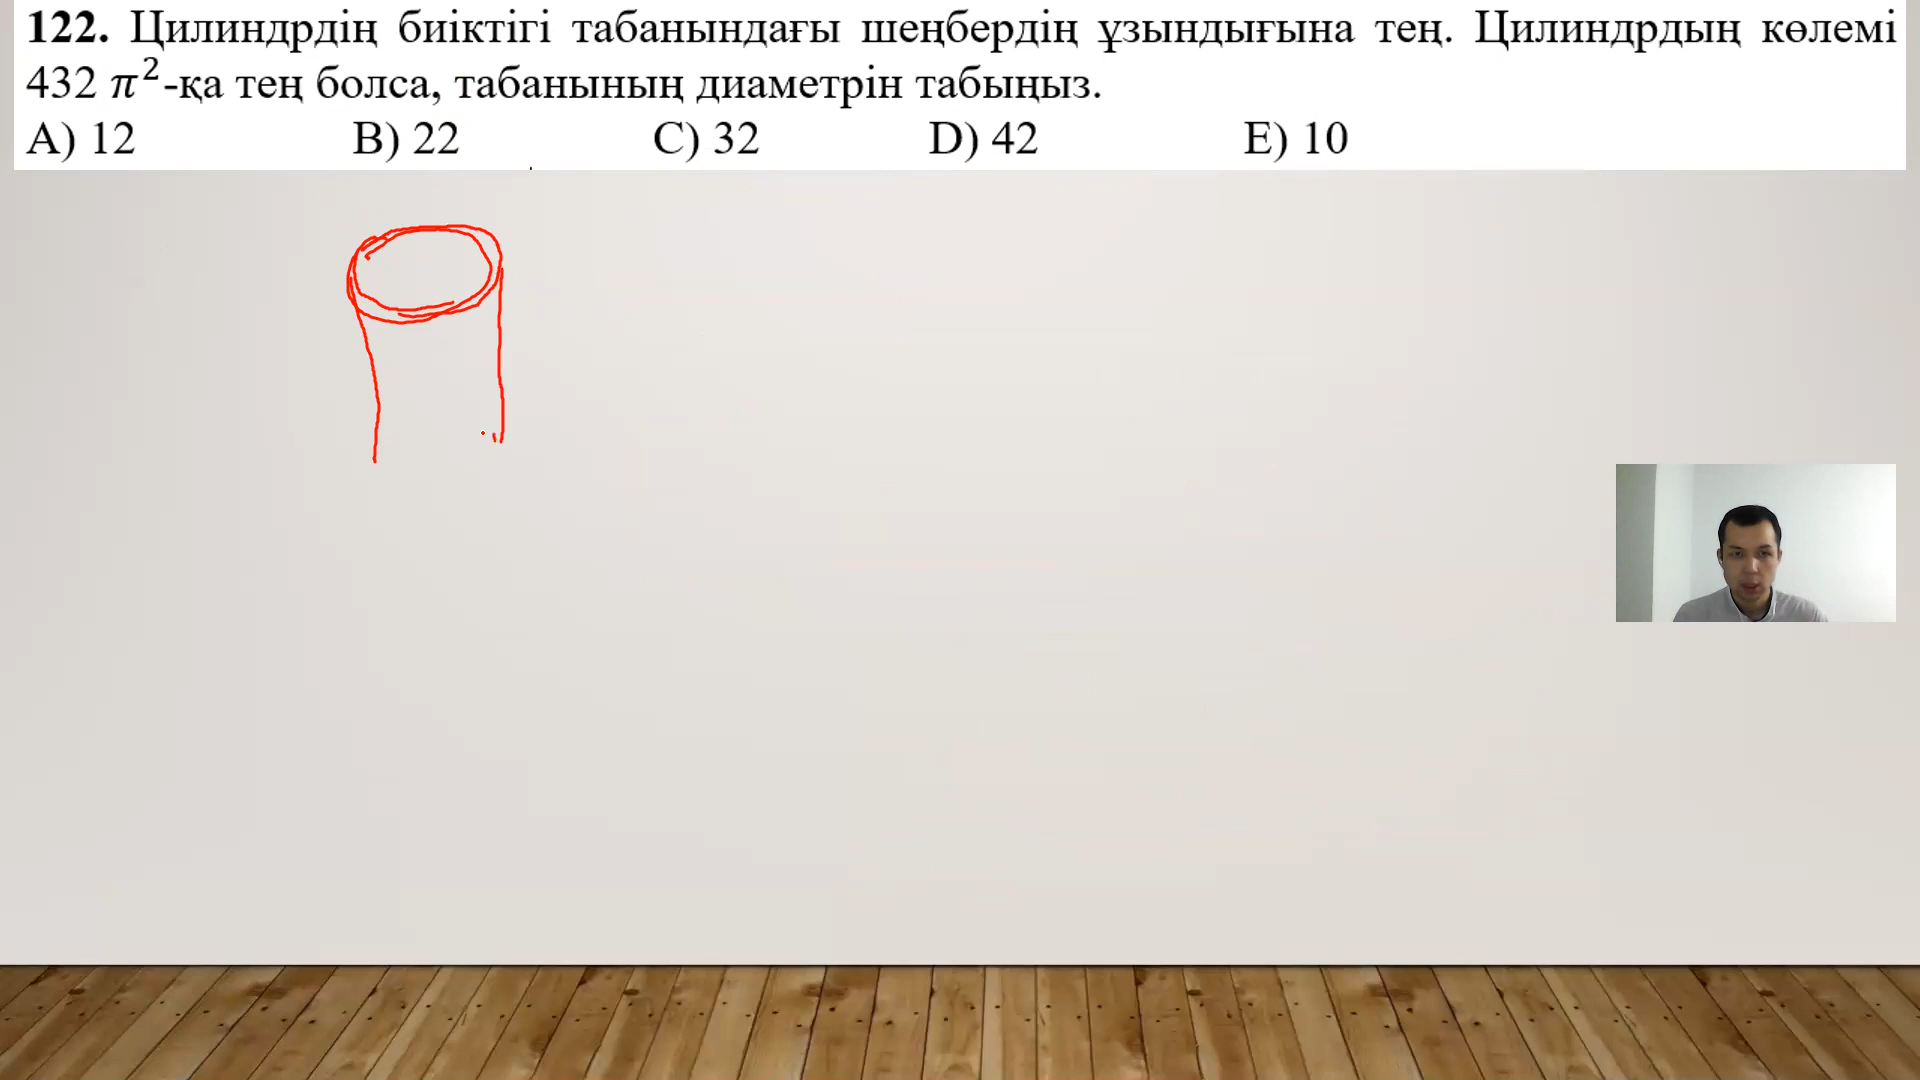 122. Цилиндрдің биіктігі табанындағы шеңбердің ұзындығына тең. Цилиндрдың көлемі
432 π²-қа тең болса, табанының диаметрін табыңыз.
A) 12 B) 22 C) 32 D) 42 E) 10